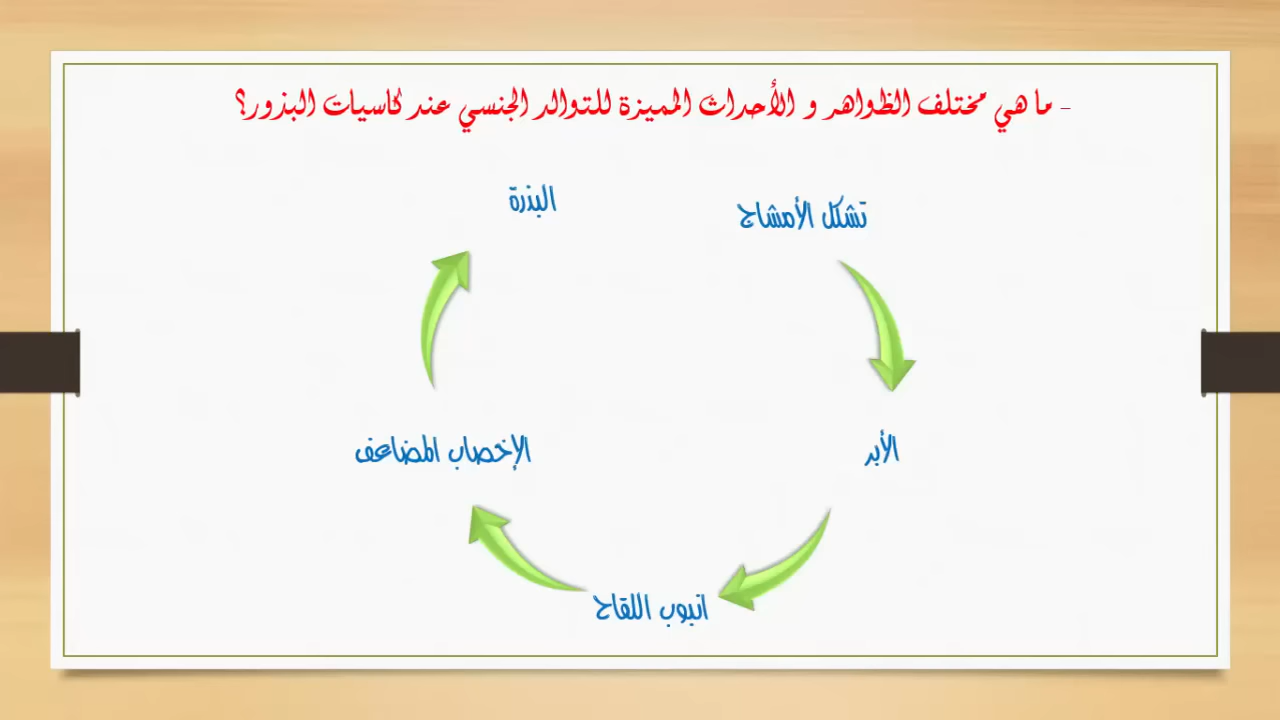 - ما هي مختلف الظواهر و الأحداث المميزة للتوالد الجنسي عند كاسيات البذور؟
تشكل الأمشاج
الأبر
انبوب اللقاح
الإخصاب المضاعف
البذرة